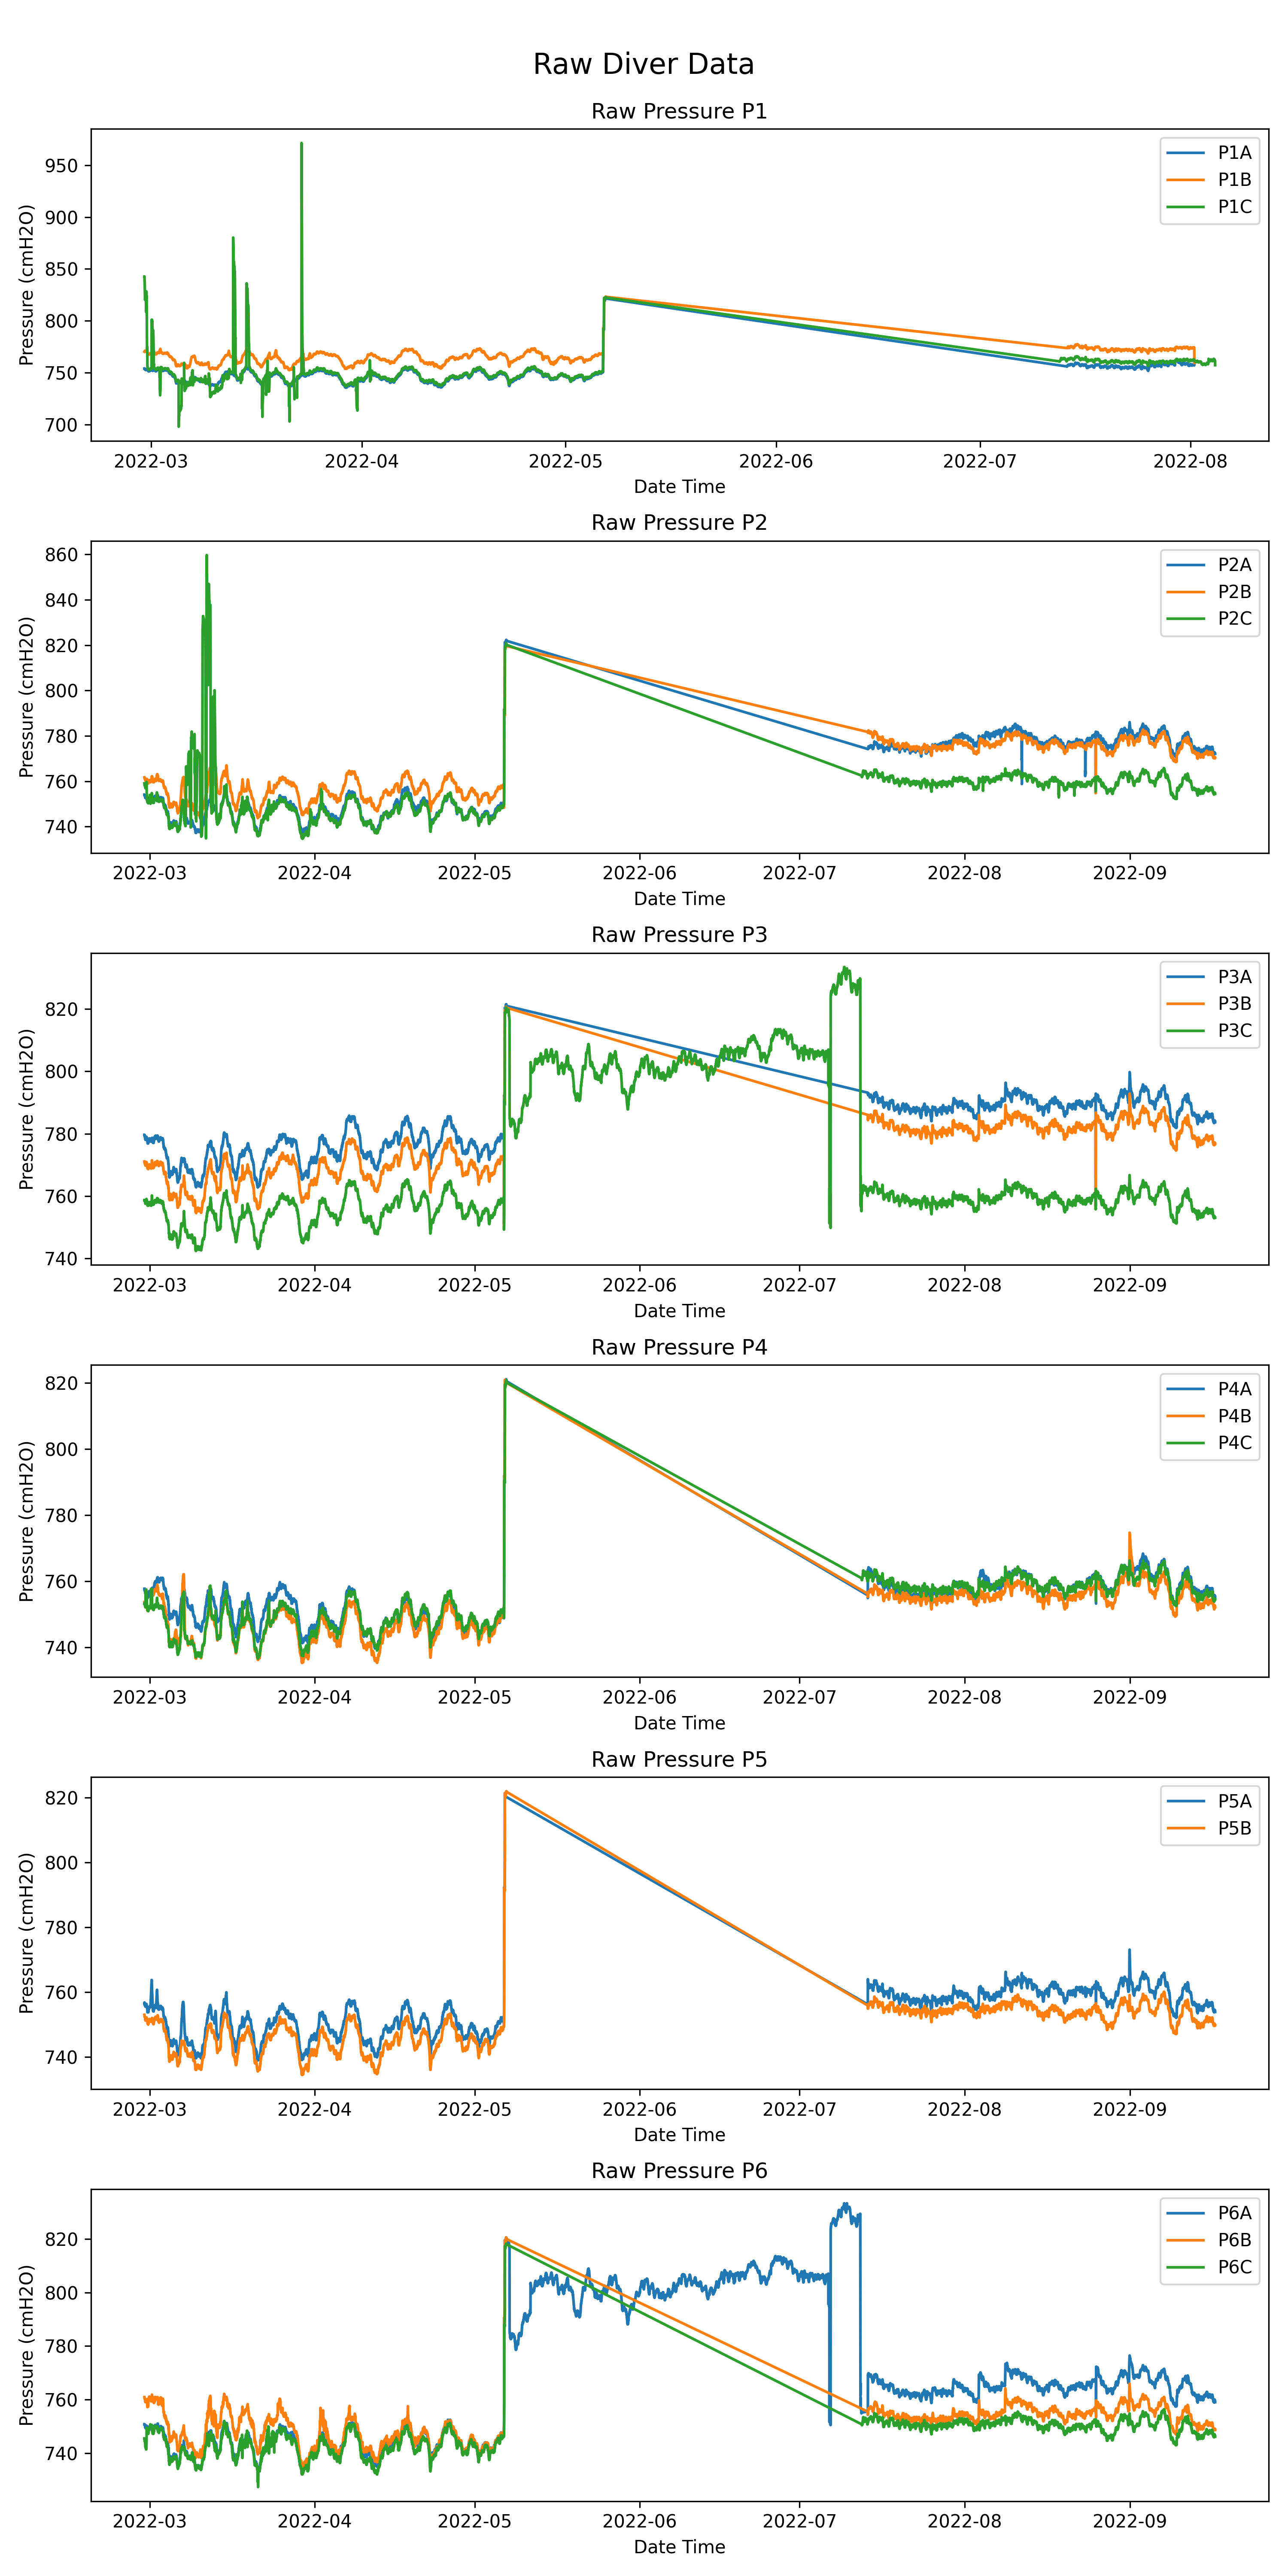 Raw Diver Data
Raw Pressure P1
Pressure (cmH2O)
950
900
850
800
750
700
P1A
P1B
P1C
2022-03 2022-04 2022-05 2022-06 2022-07 2022-08
Date Time
Raw Pressure P2
Pressure (cmH2O)
860
840
820
800
780
760
740
P2A
P2B
P2C
2022-03 2022-04 2022-05 2022-06 2022-07 2022-08 2022-09
Date Time
Raw Pressure P3
Pressure (cmH2O)
820
800
780
760
740
P3A
P3B
P3C
2022-03 2022-04 2022-05 2022-06 2022-07 2022-08 2022-09
Date Time
Raw Pressure P4
Pressure (cmH2O)
820
800
780
760
740
P4A
P4B
P4C
2022-03 2022-04 2022-05 2022-06 2022-07 2022-08 2022-09
Date Time
Raw Pressure P5
Pressure (cmH2O)
820
800
780
760
740
P5A
P5B
2022-03 2022-04 2022-05 2022-06 2022-07 2022-08 2022-09
Date Time
Raw Pressure P6
Pressure (cmH2O)
820
800
780
760
740
P6A
P6B
P6C
2022-03 2022-04 2022-05 2022-06 2022-07 2022-08 2022-09
Date Time